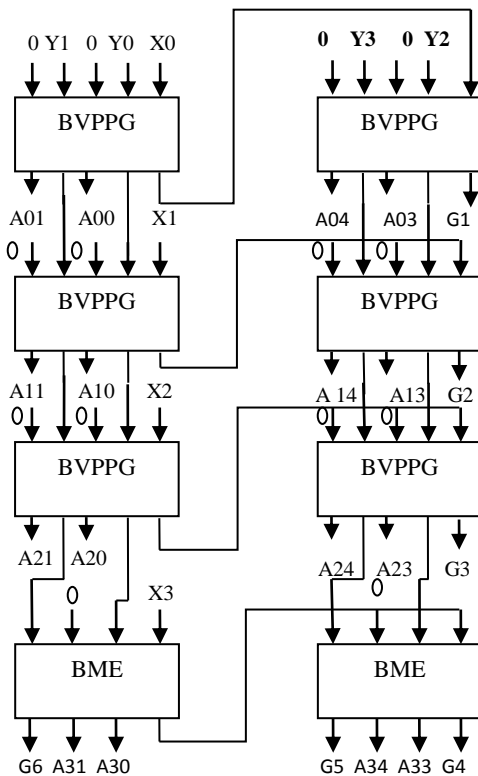 0 Y1 0 Y0 X0
0 Y3 0 Y2
BVPPG
BVPPG
A01 A00 X1
A04 A03 G1
0 0
0 0
BVPPG
BVPPG
A11 A10 X2
A 14 A13 G2
0 0
0 0
BVPPG
BVPPG
A21 A20
A24 A23 G3
0 X3
0
BME
BME
G6 A31 A30
G5 A34 A33 G4